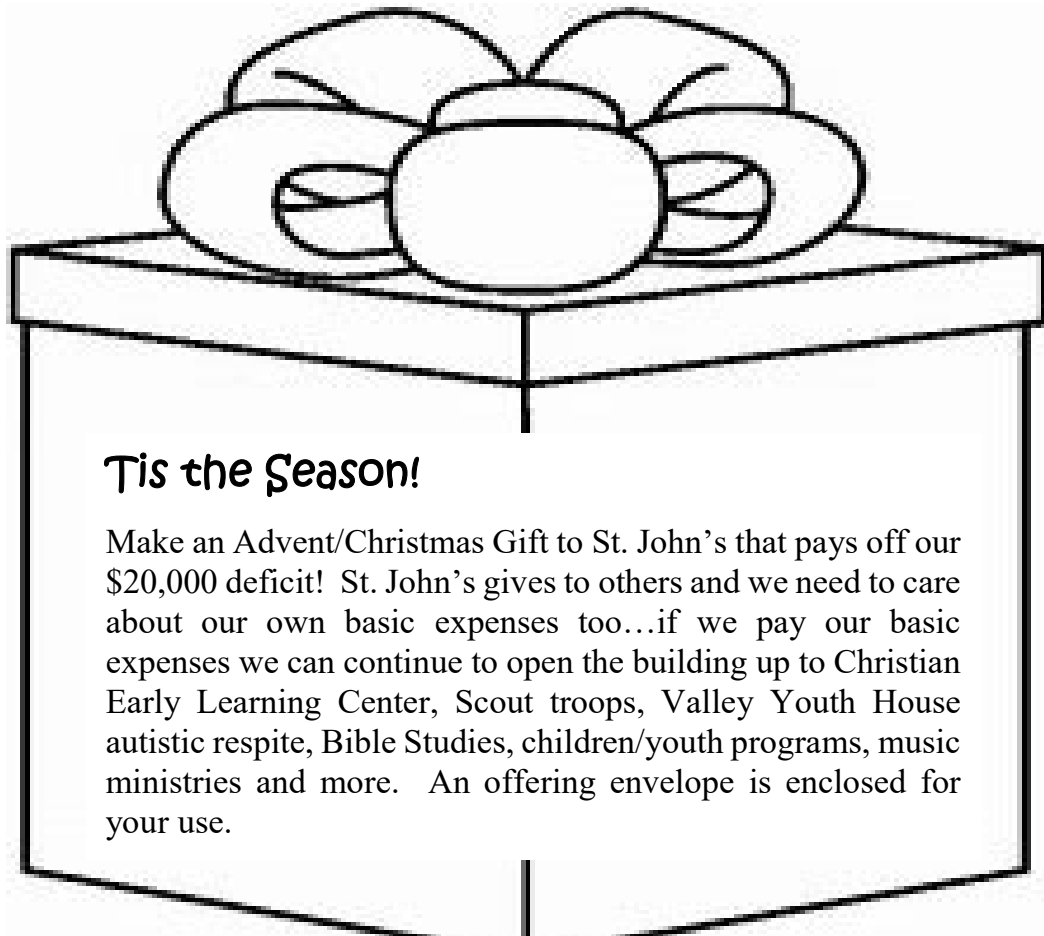 Tis the Season!
Make an Advent/Christmas Gift to St. John’s that pays off our
$20,000 deficit!  St. John’s gives to others and we need to care
about our own basic expenses too…if we pay our basic
expenses we can continue to open the building up to Christian
Early Learning Center, Scout troops, Valley Youth House
autistic respite, Bible Studies, children/youth programs, music
ministries and more.  An offering envelope is enclosed for
your use.